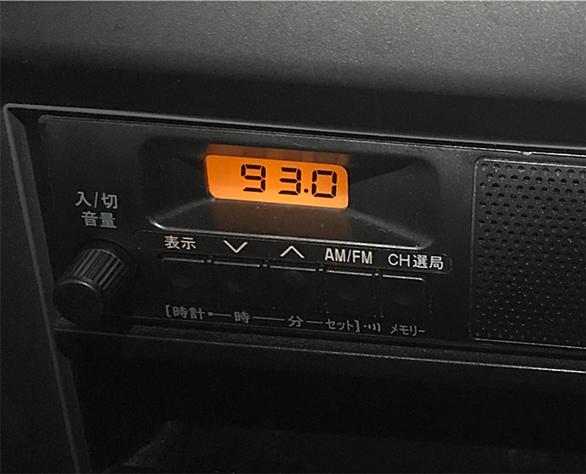 93.0
入/切
音量
表示 ∨ ∧ AM/FM CH選局
[時計 時 分 セット] メモリー